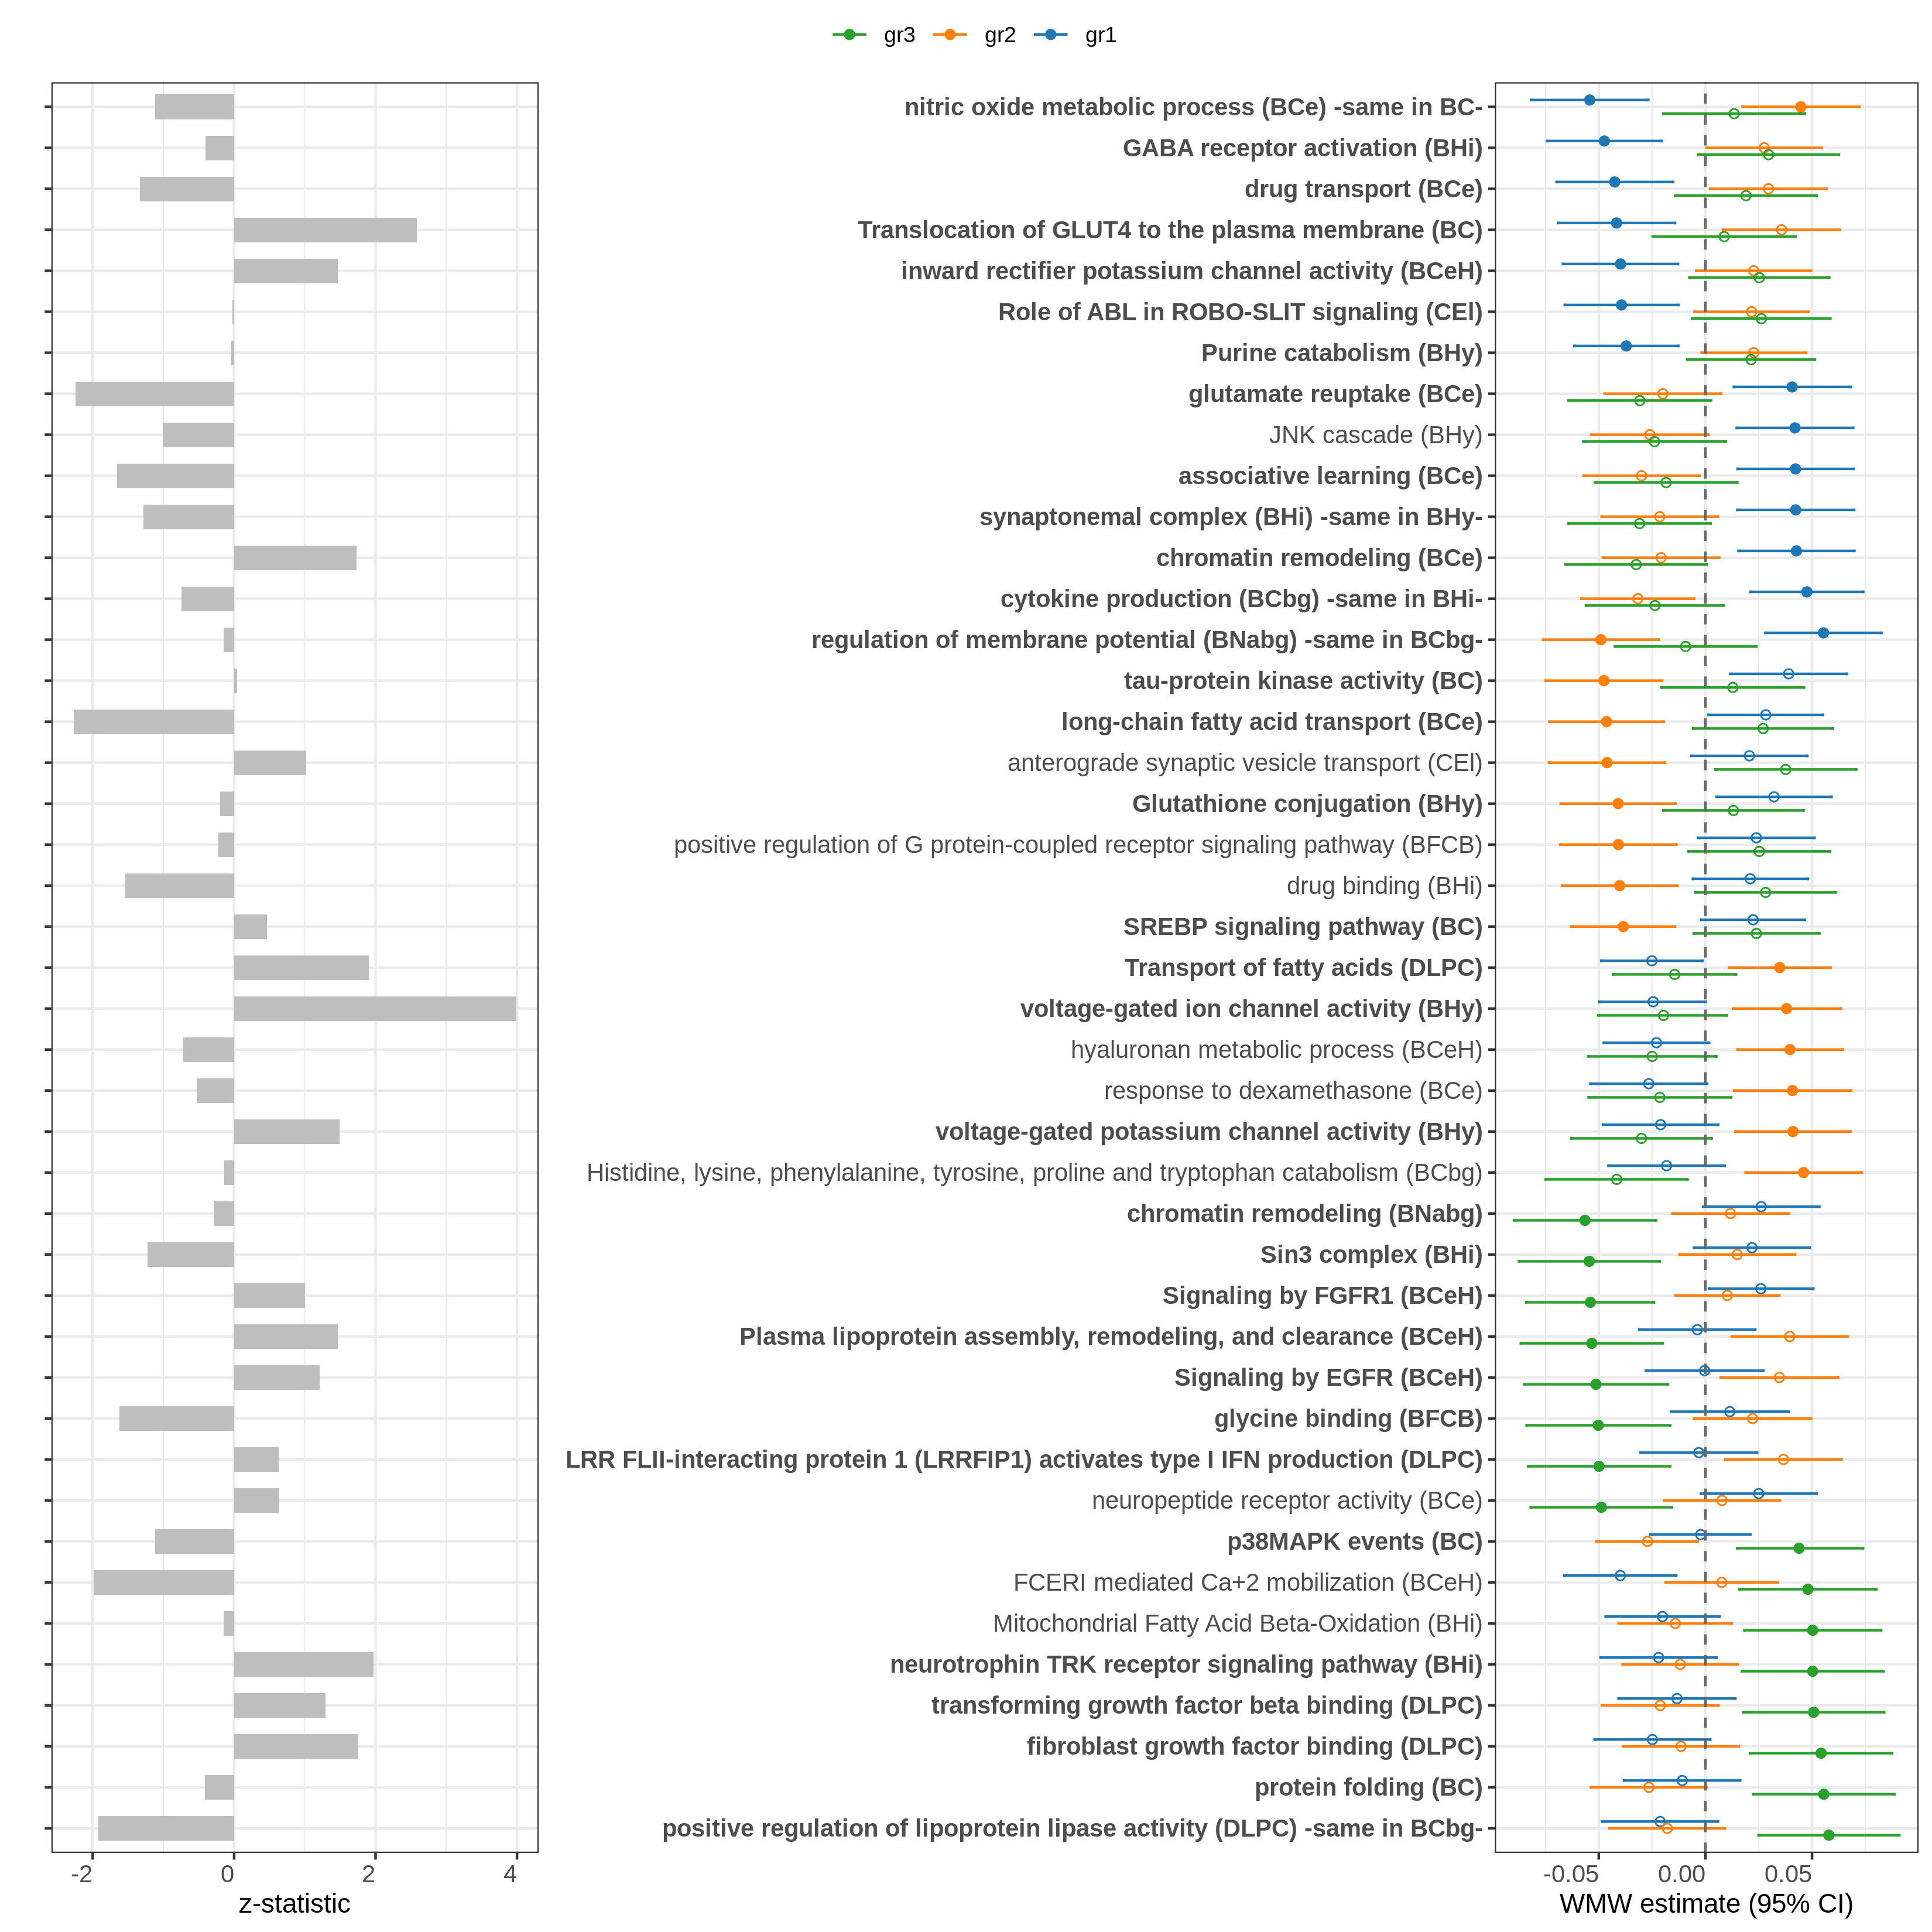 gr3 gr2 gr1
nitric oxide metabolic process (BCe) -same in BC-
GABA receptor activation (BHi)
drug transport (BCe)
Translocation of GLUT4 to the plasma membrane (BC)
inward rectifier potassium channel activity (BCeH)
Role of ABL in ROBO-SLIT signaling (CEl)
Purine catabolism (BHy)
glutamate reuptake (BCe)
JNK cascade (BHy)
associative learning (BCe)
synaptonemal complex (BHi) -same in BHy-
chromatin remodeling (BCe)
cytokine production (BCbg) -same in BHi-
regulation of membrane potential (BNabg) -same in BCbg-
tau-protein kinase activity (BC)
long-chain fatty acid transport (BCe)
anterograde synaptic vesicle transport (CEl)
Glutathione conjugation (BHy)
positive regulation of G protein-coupled receptor signaling pathway (BFCB)
drug binding (BHi)
SREBP signaling pathway (BC)
Transport of fatty acids (DLPC)
voltage-gated ion channel activity (BHy)
hyaluronan metabolic process (BCeH)
response to dexamethasone (BCe)
voltage-gated potassium channel activity (BHy)
Histidine, lysine, phenylalanine, tyrosine, proline and tryptophan catabolism (BCbg)
chromatin remodeling (BNabg)
Sin3 complex (BHi)
Signaling by FGFR1 (BCeH)
Plasma lipoprotein assembly, remodeling, and clearance (BCeH)
Signaling by EGFR (BCeH)
glycine binding (BFCB)
LRR FLII-interacting protein 1 (LRRFIP1) activates type I IFN production (DLPC)
neuropeptide receptor activity (BCe)
p38MAPK events (BC)
FCERI mediated Ca+2 mobilization (BCeH)
Mitochondrial Fatty Acid Beta-Oxidation (BHi)
neurotrophin TRK receptor signaling pathway (BHi)
transforming growth factor beta binding (DLPC)
fibroblast growth factor binding (DLPC)
protein folding (BC)
positive regulation of lipoprotein lipase activity (DLPC) -same in BCbg-
-2 0 2 4
z-statistic
-0.05 0.00 0.05
WMW estimate (95% CI)